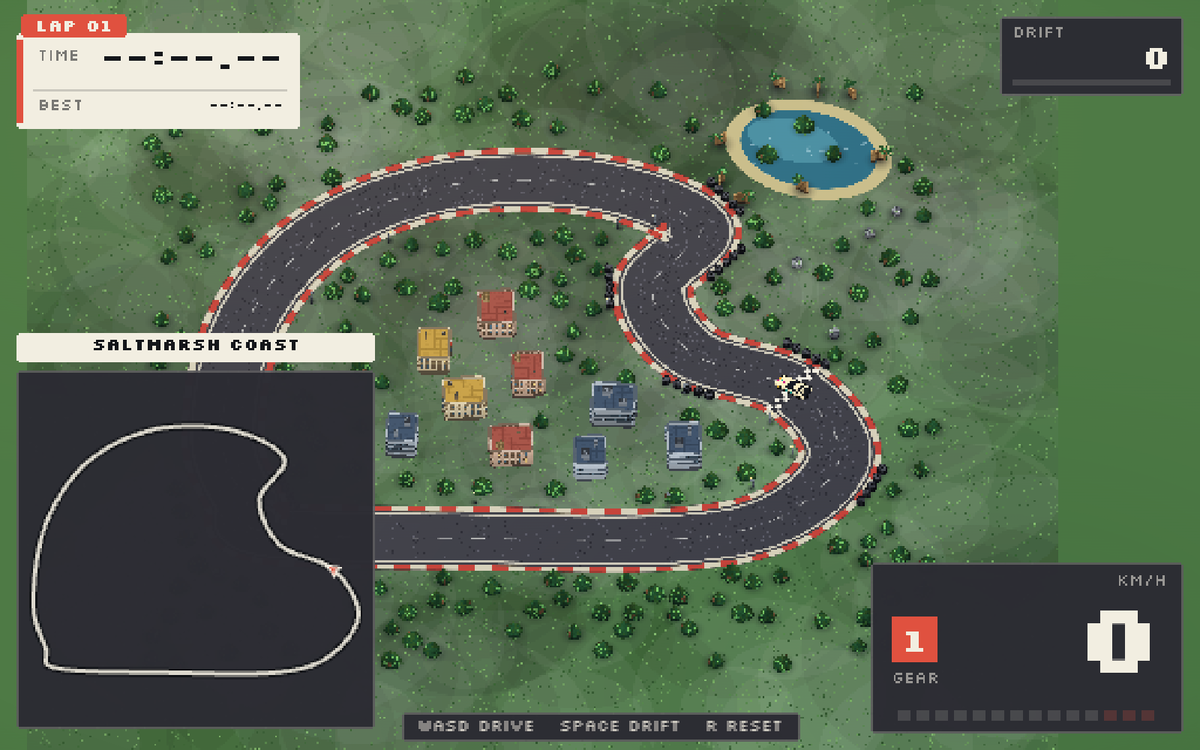 LAP 01
TIME --:--.--
BEST --:--.--
DRIFT
0
SALTMARSH COAST
KM/H
1
0
GEAR
WASD DRIVE SPACE DRIFT R RESET